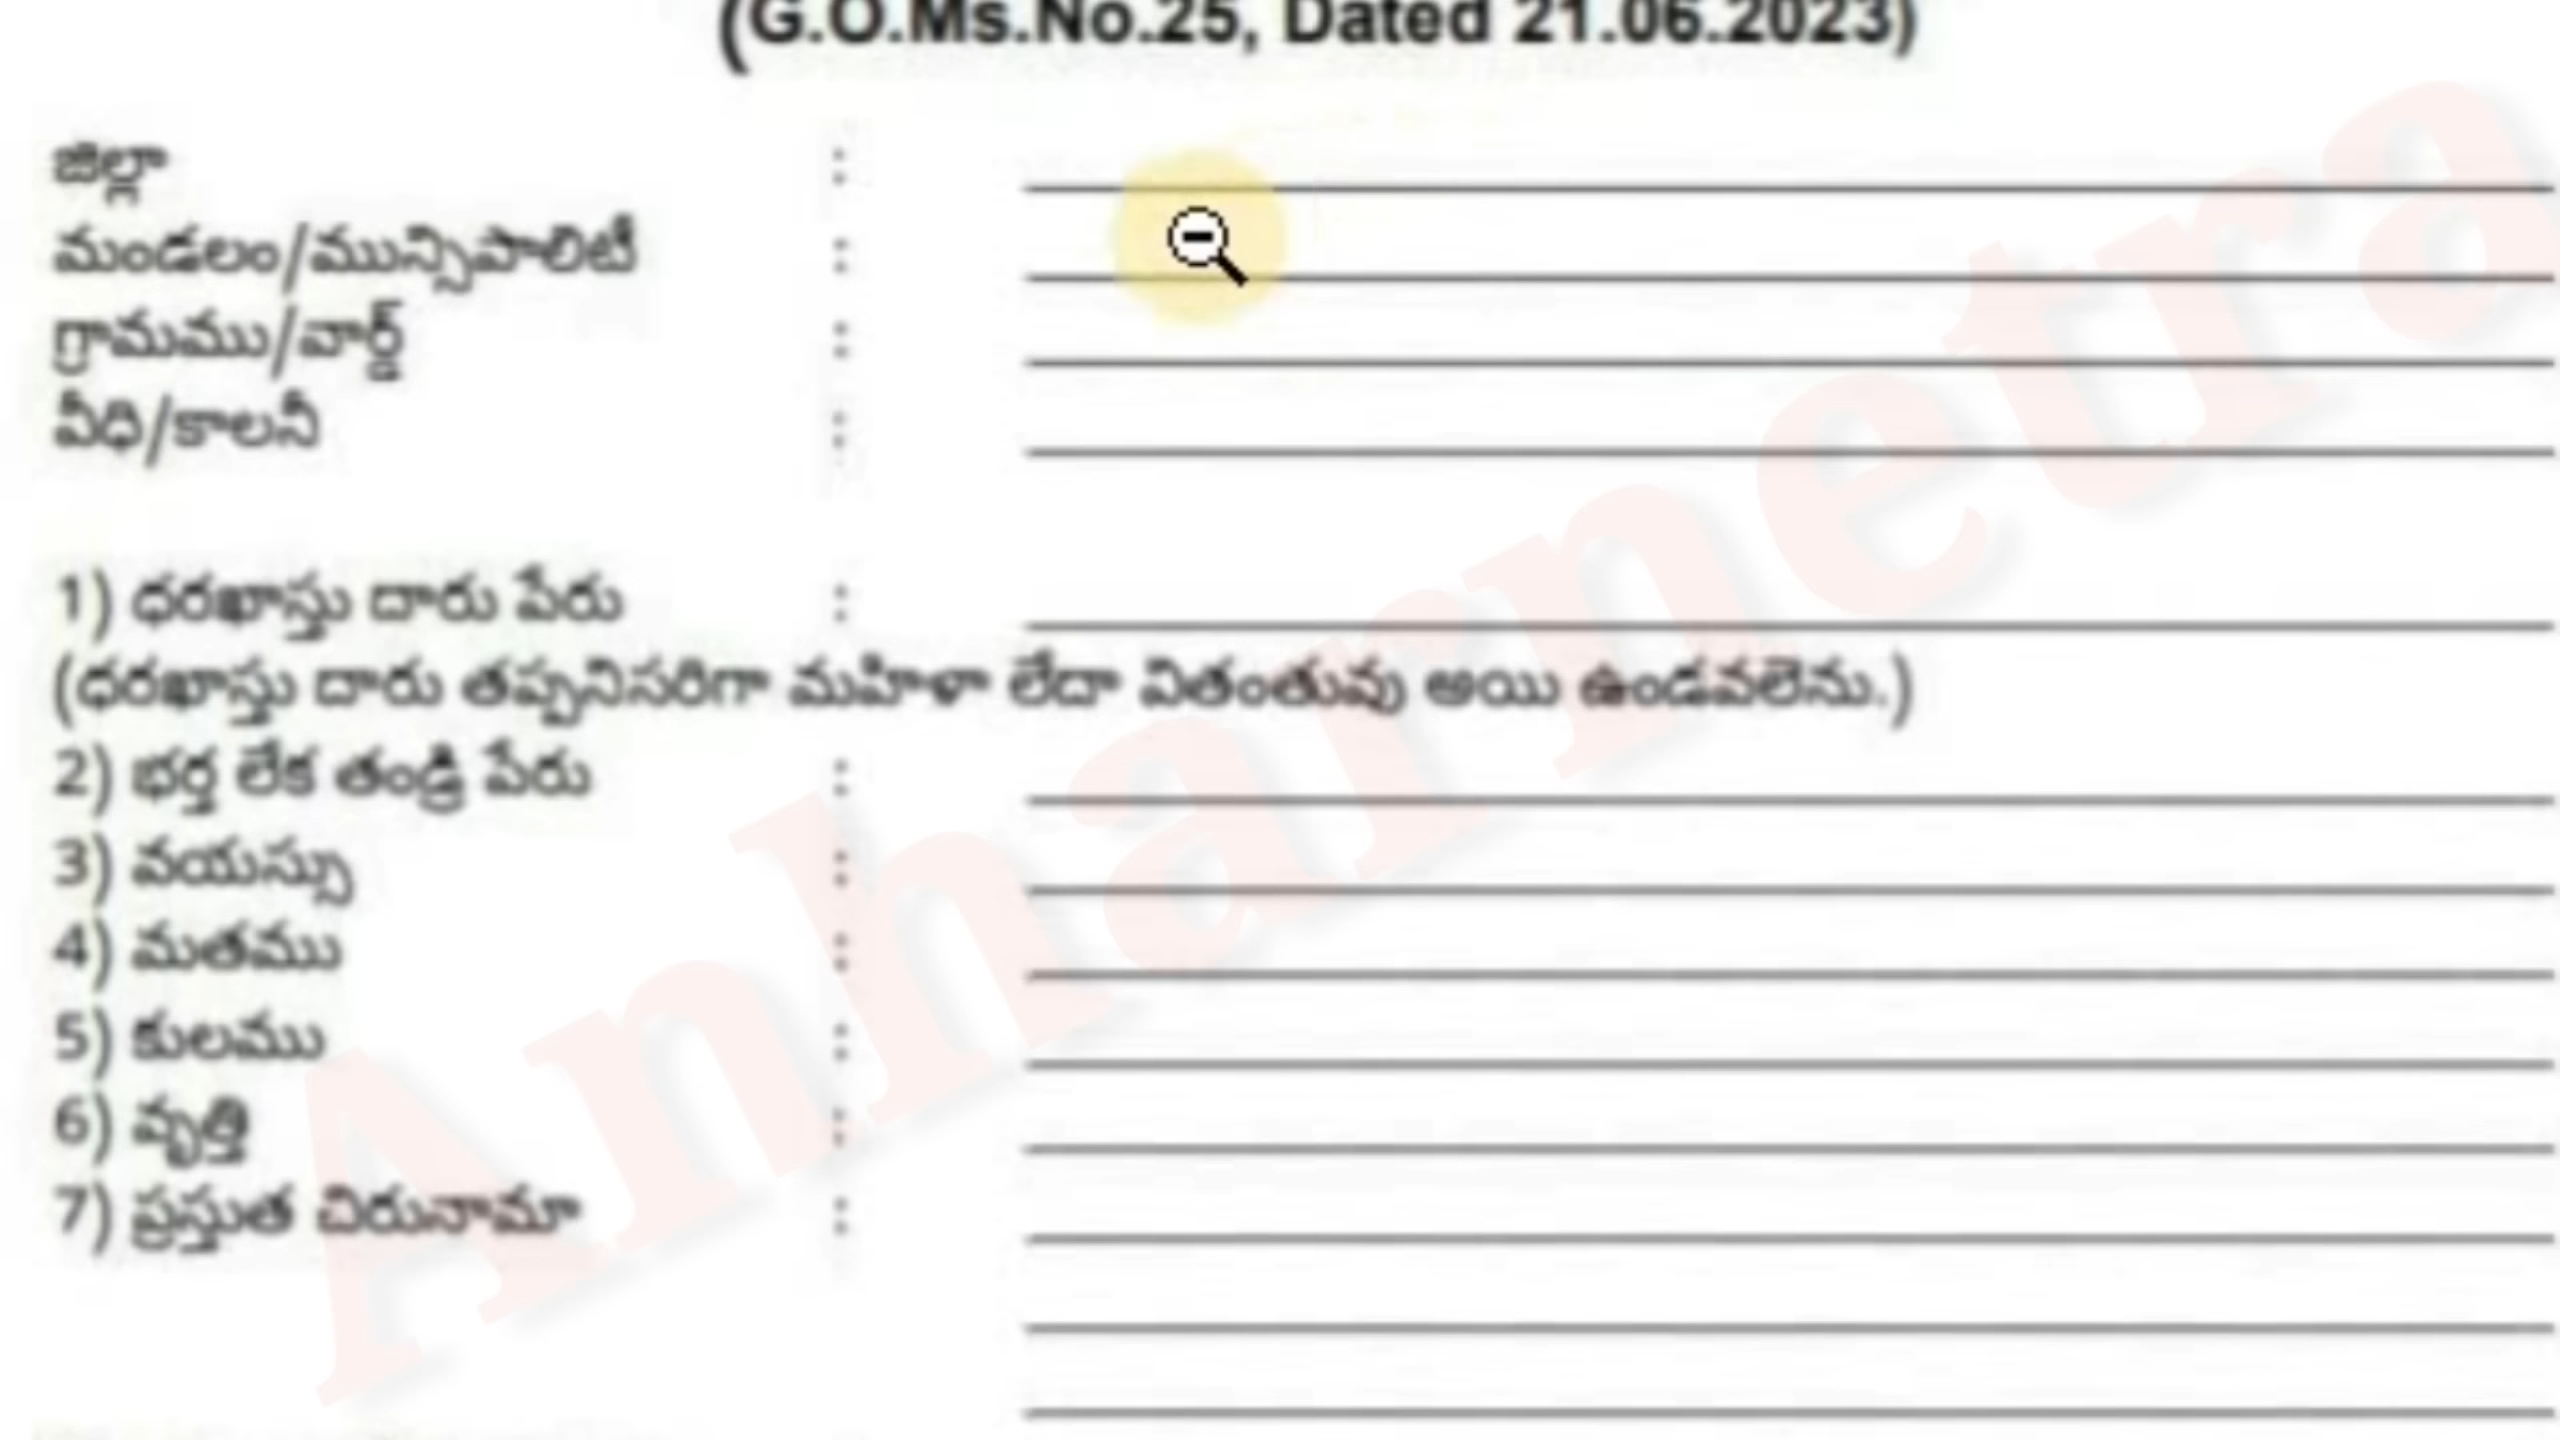 (G.O.Ms.No.25, Dated 21.06.2023)
జిల్లా :
మండలం/మున్సిపాలిటీ :
గ్రామము/వార్డ్ :
వీధి/కాలనీ :
1) ధరఖాస్తు దారు పేరు :
(ధరఖాస్తు దారు తప్పనిసరిగా మహిళా లేదా వితంతువు అయి ఉండవలెను.)
2) భర్త లేక తండ్రి పేరు :
3) వయస్సు :
4) మతము :
5) కులము :
6) వృత్తి :
7) ప్రస్తుత చిరునామా :
Anharnetra